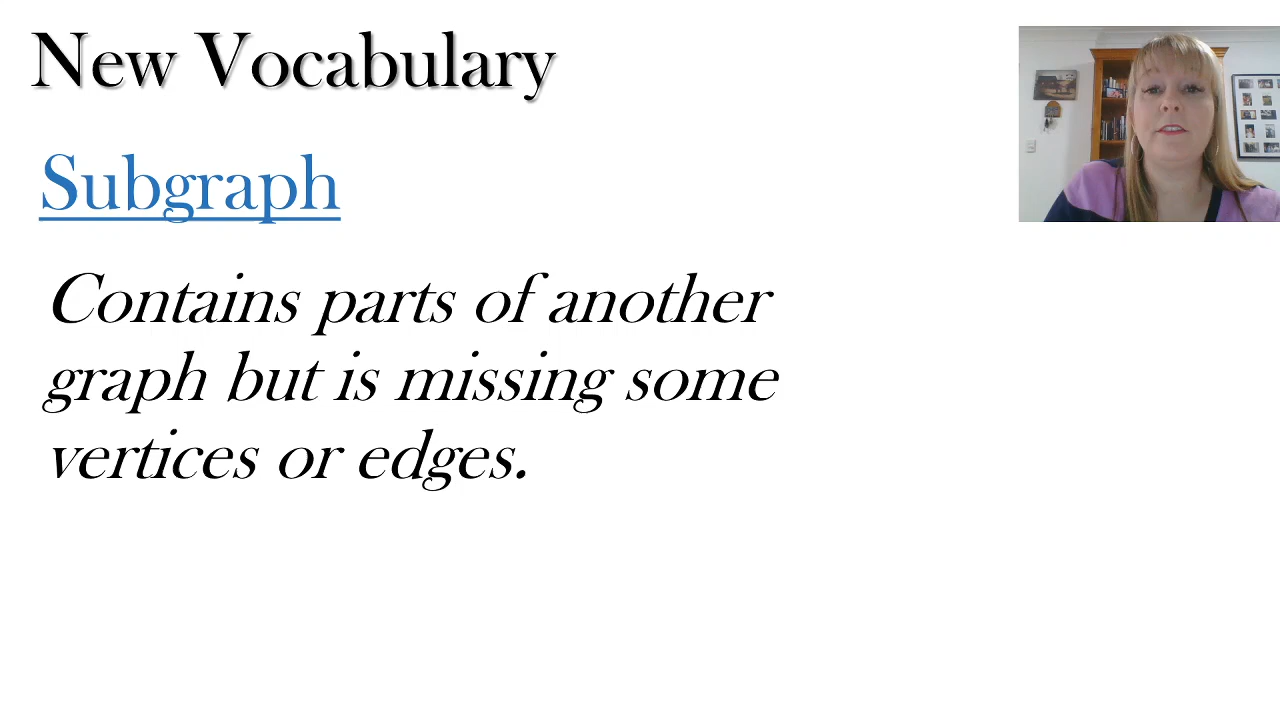 New Vocabulary
Subgraph
Contains parts of another
graph but is missing some
vertices or edges.